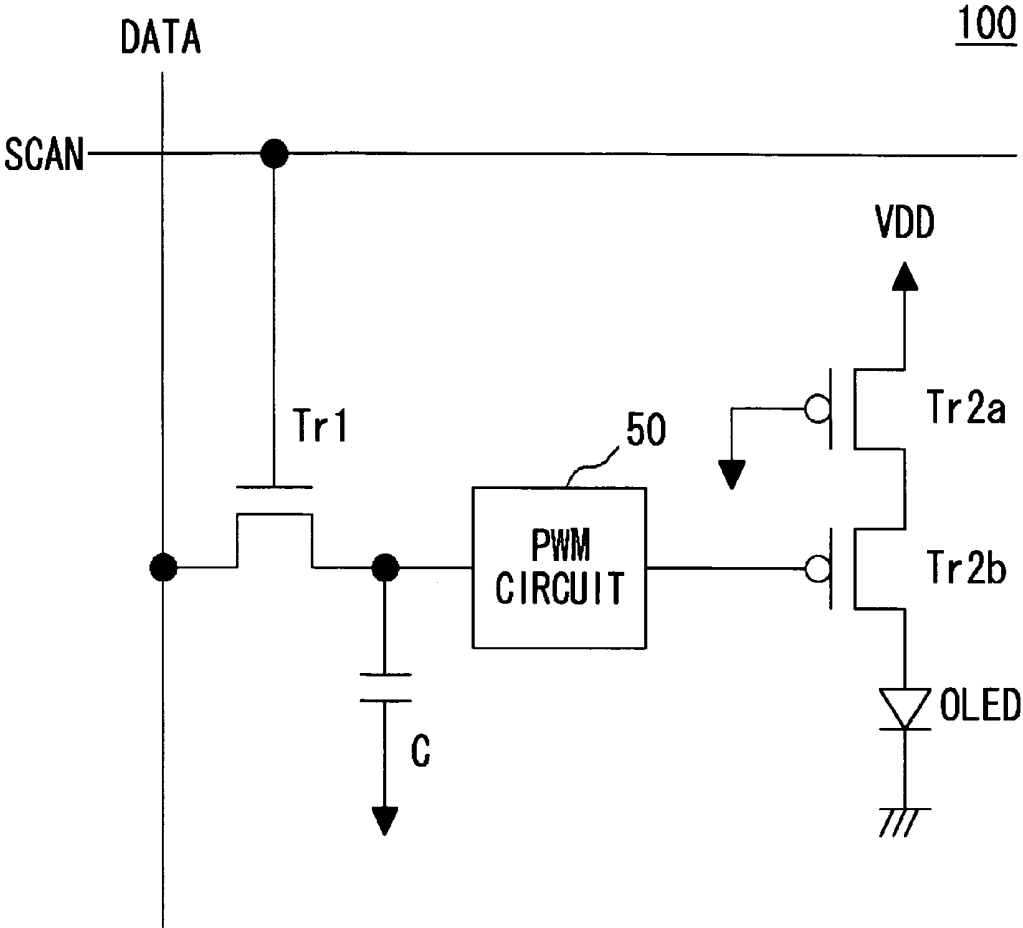 DATA
100
SCAN
VDD
Tr1
50
Tr2a
PWM
CIRCUIT
Tr2b
OLED
C